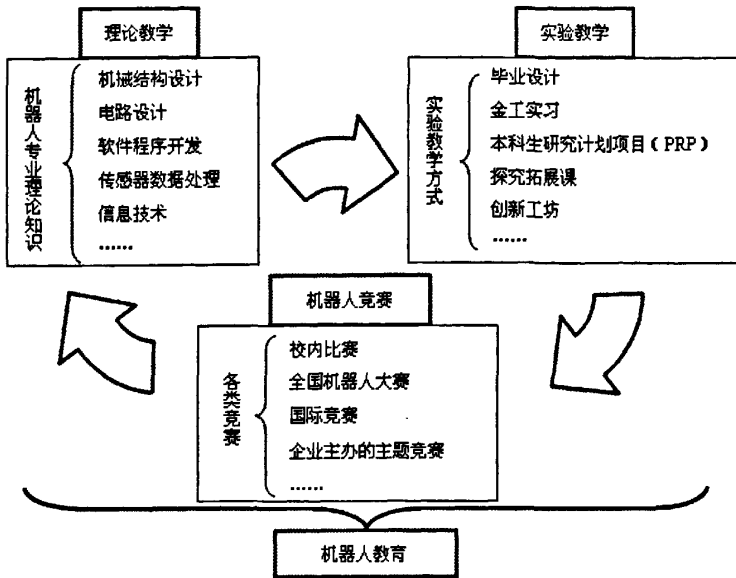 理论教学
机器人专业理论知识
机械结构设计
电路设计
软件程序开发
传感器数据处理
信息技术
……
实验教学
实验教学方式
毕业设计
金工实习
本科生研究计划项目（PRP）
探究拓展课
创新工坊
……
机器人竞赛
各类竞赛
校内比赛
全国机器人大赛
国际竞赛
企业主办的主题竞赛
……
机器人教育